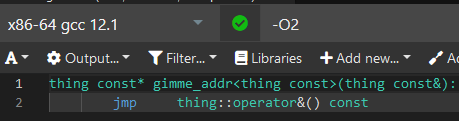 x86-64 gcc 12.1 -O2
A Output... Filter... Libraries Add new...
1 thing const* gimme_addr<thing const>(thing const&):
2 jmp thing::operator&() const